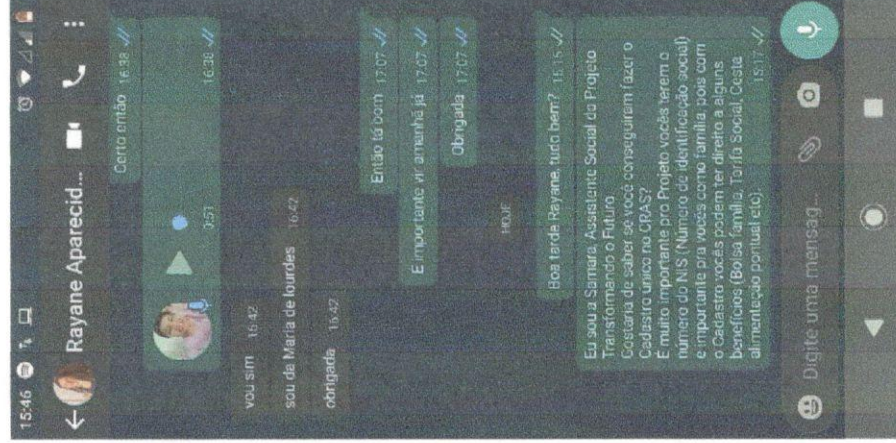 15:46
Rayane Aparecid...
Certo então 16:38
0:51 16:38
vou sim 16:42
sou da Maria de lourdes 16:42
obrigada 16:42
Então tá bom 17:07
E importante vir amanhã já 17:07
Obrigada 17:07
HOJE
Boa tarde Rayane, tudo bem? 15:15
Eu sou a Samara, Assistente Social do Projeto
Transformando o Futuro
Gostaria de saber se você conseguiram fazer o
Cadastro único no CRAS?
É muito importante pro Projeto vocês terem o
número do NIS (Número de identificação social)
e importante pra vocês como família, pois com
o Cadastro vocês podem ter direito a alguns
benefícios (Bolsa família, Tarifa Social, Cesta
alimentação pontual etc). 15:17
Digite uma mensag...